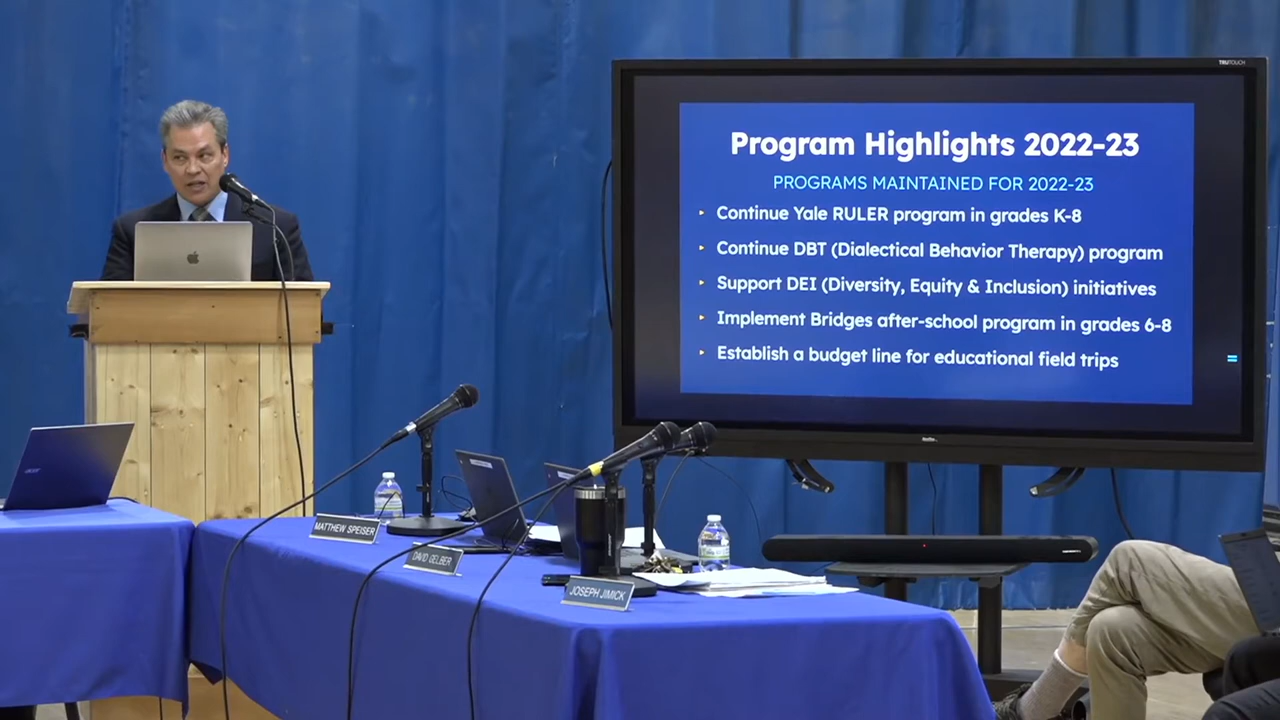 TRUTOUCH
Program Highlights 2022-23
PROGRAMS MAINTAINED FOR 2022-23
‣ Continue Yale RULER program in grades K-8
‣ Continue DBT (Dialectical Behavior Therapy) program
‣ Support DEI (Diversity, Equity & Inclusion) initiatives
‣ Implement Bridges after-school program in grades 6-8
‣ Establish a budget line for educational field trips
MATTHEW SPEISER
DAVID GELBER
JOSEPH JIMICK